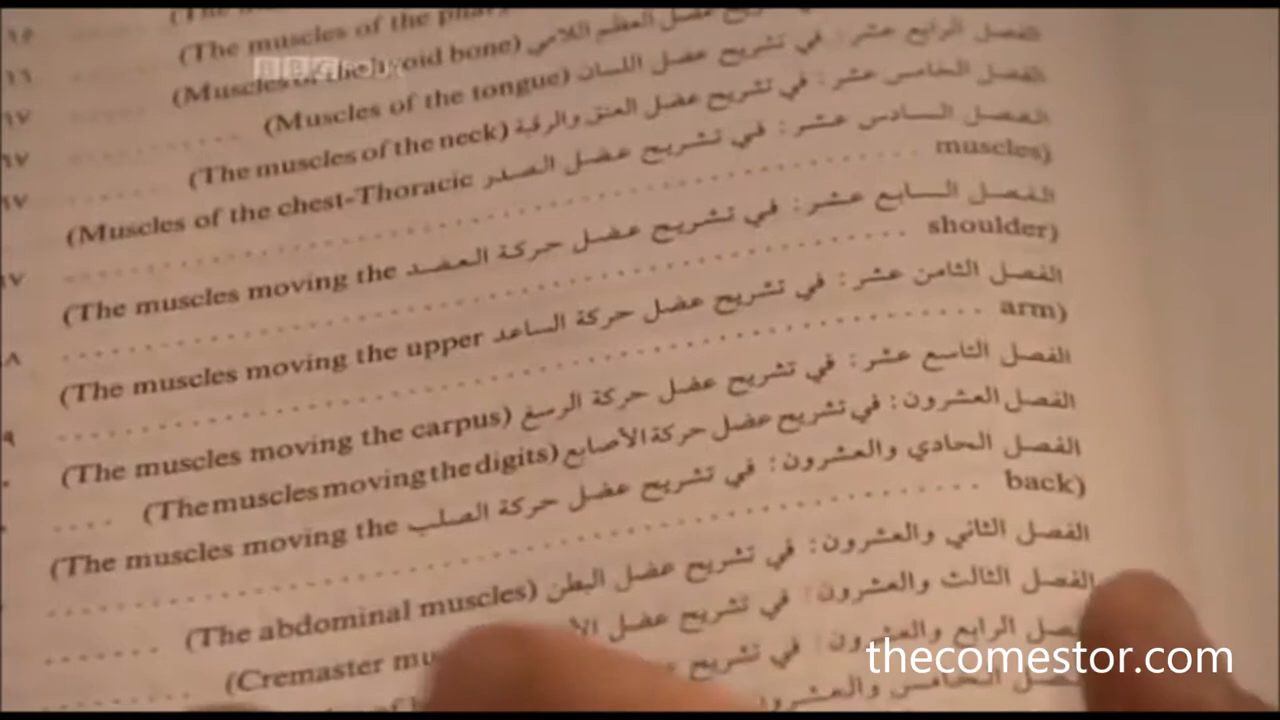 (The muscles of the
الفصل الرابع عشر: في تشريح عضل العظم اللامي (Muscles of the hyoid bone)
الفصل الخامس عشر: في تشريح عضل اللسان (Muscles of the tongue)
الفصل السادس عشر: في تشريح عضل العنق والرقبة (The muscles of the neck)
في تشريح عضل الصدر (Muscles of the chest-Thoracic
muscles)
الفصل السابع عشر: في تشريح عضل حركة العضد (The muscles moving the
shoulder)
الفصل الثامن عشر: في تشريح عضل حركة الساعد (The muscles moving the upper
arm)
الفصل التاسع عشر: في تشريح عضل حركة الرسغ (The muscles moving the carpus)
الفصل العشرون: في تشريح عضل حركة الأصابع (The muscles moving the digits)
الفصل الحادي والعشرون: في تشريح عضل حركة الصلب (The muscles moving the
back)
الفصل الثاني والعشرون: في تشريح عضل البطن (The abdominal muscles)
الفصل الثالث والعشرون: في تشريح عضل (Cremaster
الرابع والعشرون: في تشريح
الخامس والعشرو
BBC FOUR
thecomestor.com